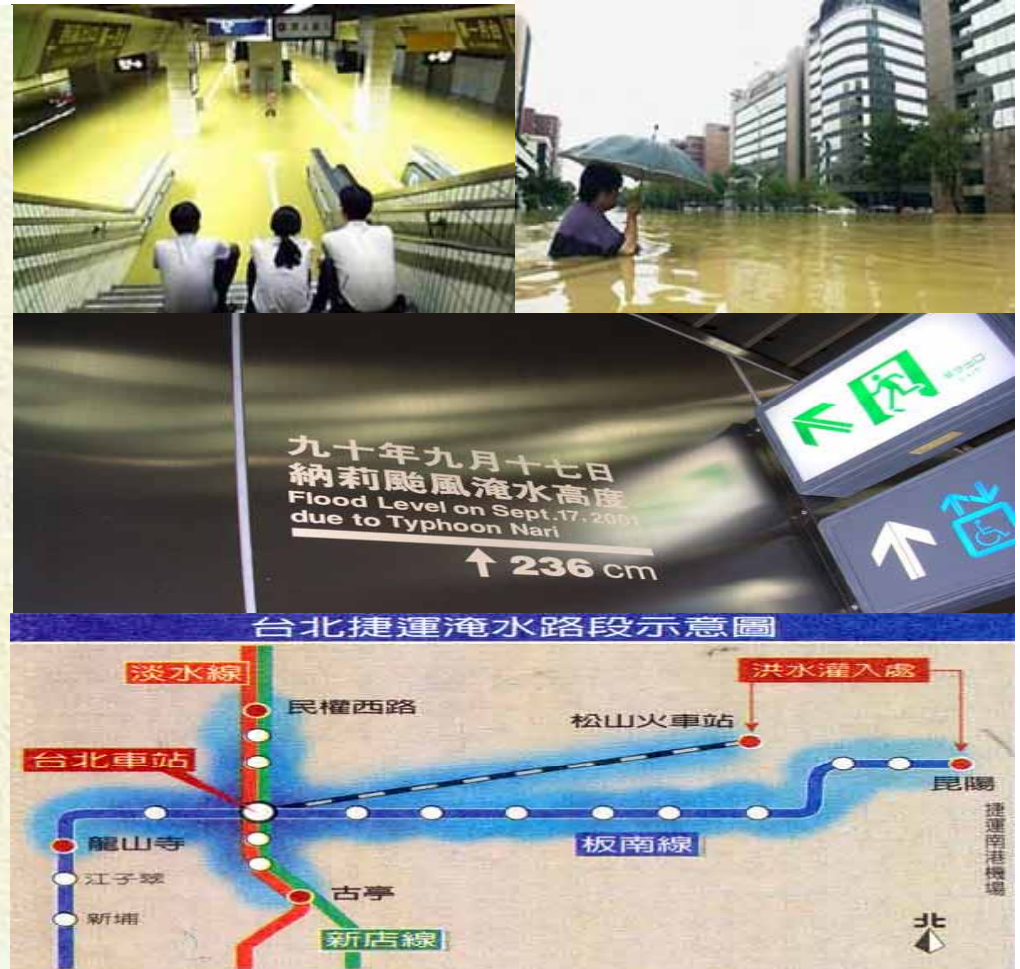 九十年九月十七日
納莉颱風淹水高度
Flood Level on Sept.17, 2001
due to Typhoon Nari
236 cm
台北捷運淹水路段示意圖
淡水線
洪水灌入處
民權西路
松山火車站
台北車站
昆陽
龍山寺
板南線
捷運南港機場
江子翠
古亭
新埔
新店線
北